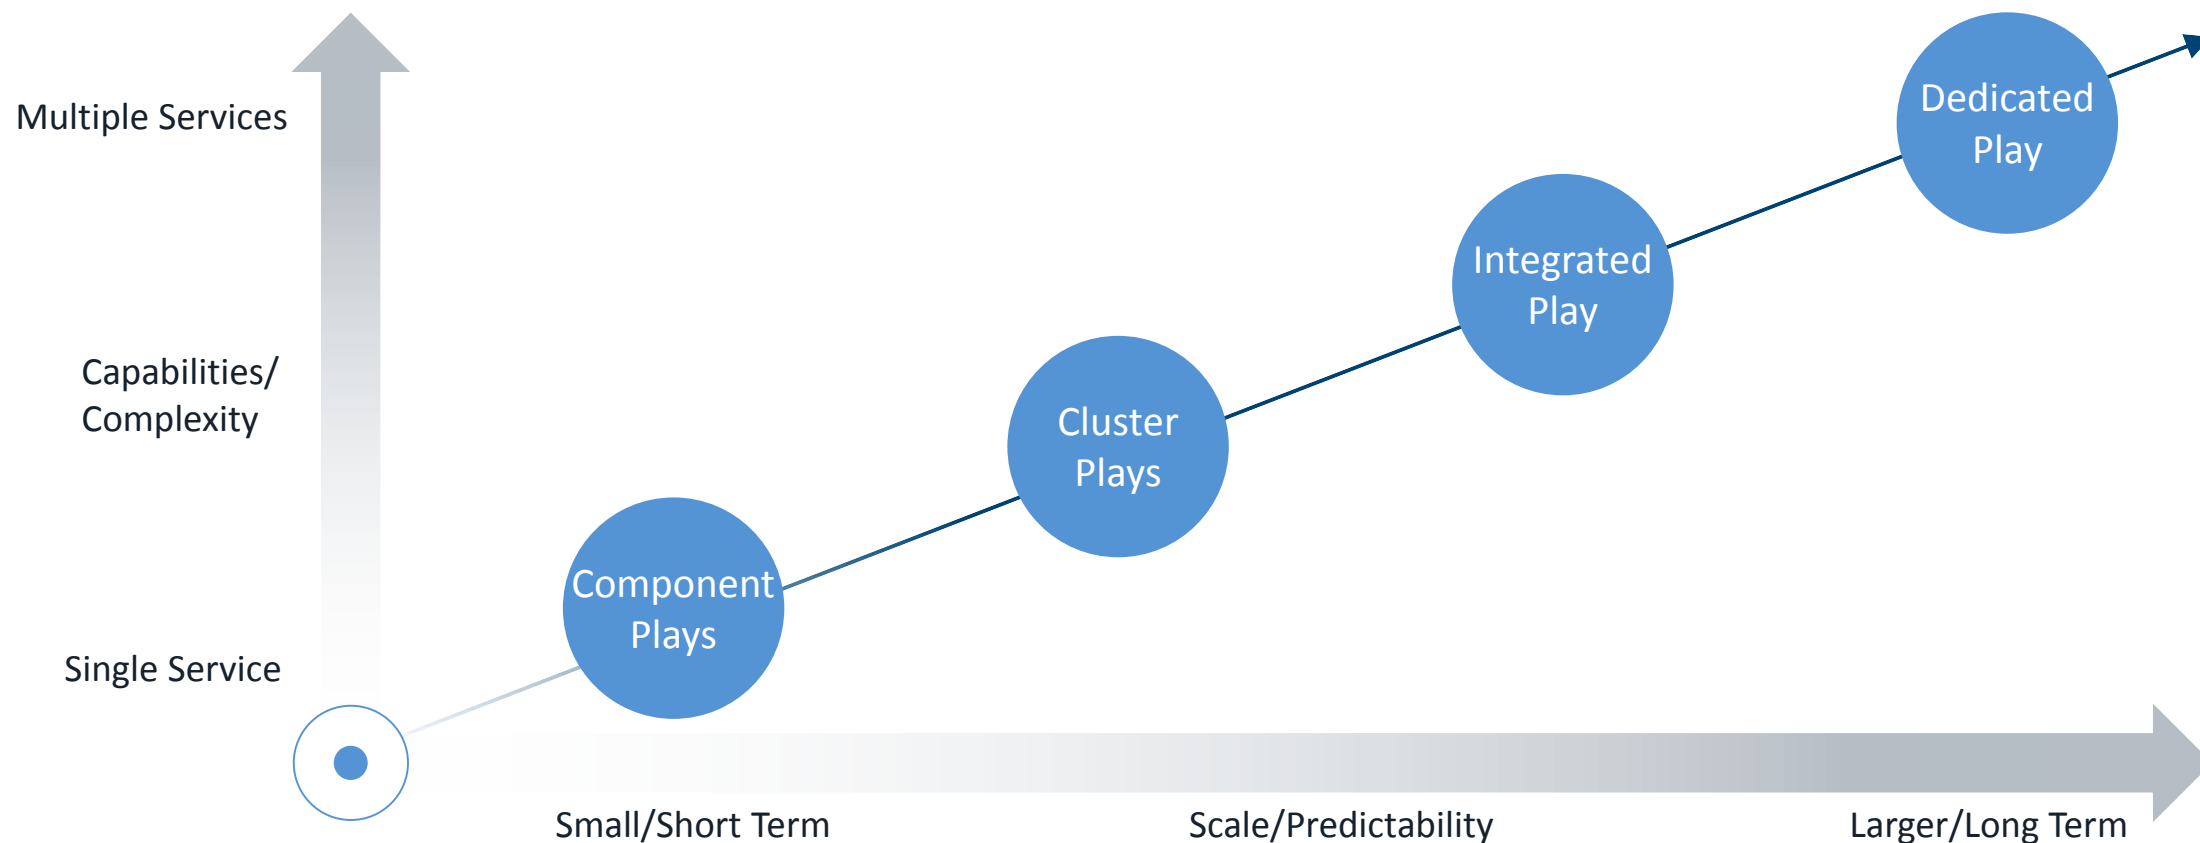 Multiple Services
Capabilities/
Complexity
Single Service
Component
Plays
Cluster
Plays
Integrated
Play
Dedicated
Play
Small/Short Term
Scale/Predictability
Larger/Long Term